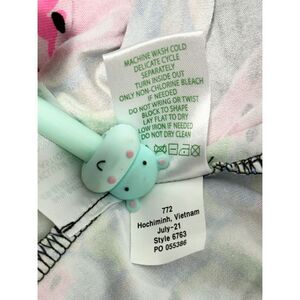 MACHINE WASH COLD
DELICATE CYCLE
SEPARATELY
TURN INSIDE OUT
ONLY NON-CHLORINE BLEACH
IF NEEDED
DO NOT WRING OR TWIST
BLOCK TO SHAPE
LAY FLAT TO DRY
LOW IRON IF NEEDED
DO NOT DRY CLEAN
772
Hochiminh, Vietnam
July-21
Style 6763
PO 055386